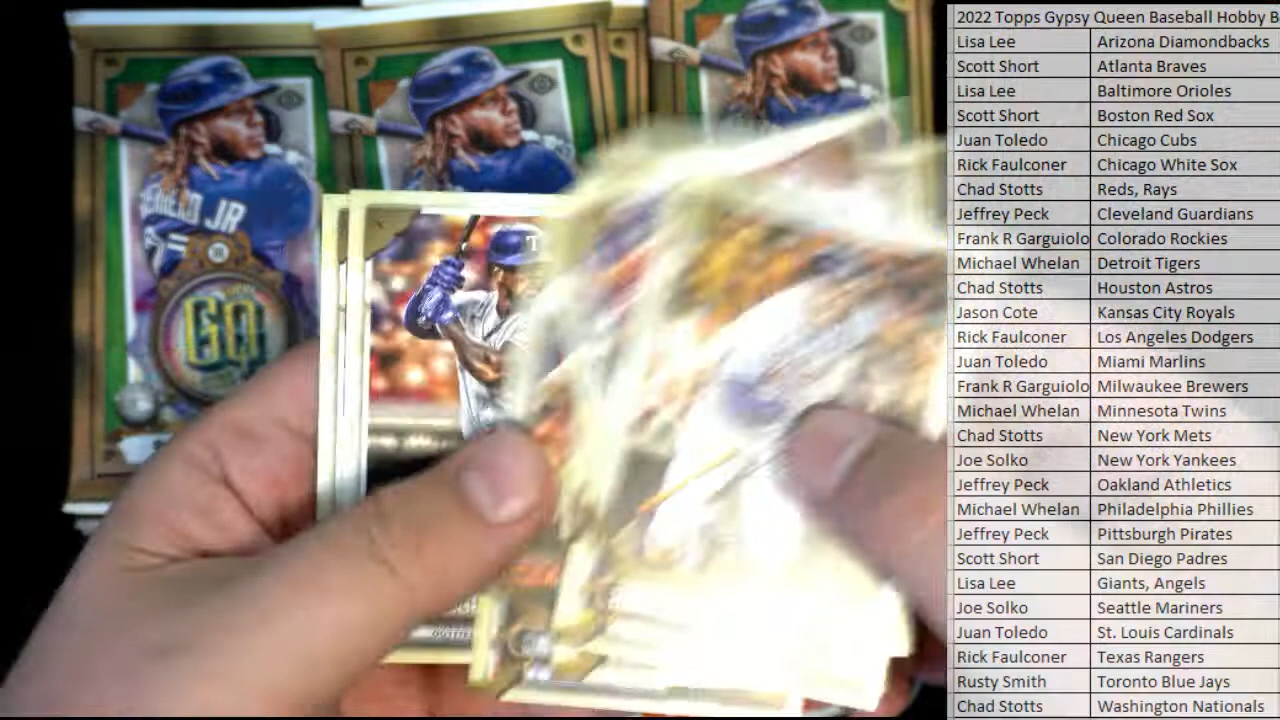 2022 Topps Gypsy Queen Baseball Hobby B
Lisa Lee Arizona Diamondbacks
Scott Short Atlanta Braves
Lisa Lee Baltimore Orioles
Scott Short Boston Red Sox
Juan Toledo Chicago Cubs
Rick Faulconer Chicago White Sox
Chad Stotts Reds, Rays
Jeffrey Peck Cleveland Guardians
Frank R Garguiolo Colorado Rockies
Michael Whelan Detroit Tigers
Chad Stotts Houston Astros
Jason Cote Kansas City Royals
Rick Faulconer Los Angeles Dodgers
Juan Toledo Miami Marlins
Frank R Garguiolo Milwaukee Brewers
Michael Whelan Minnesota Twins
Chad Stotts New York Mets
Joe Solko New York Yankees
Jeffrey Peck Oakland Athletics
Michael Whelan Philadelphia Phillies
Jeffrey Peck Pittsburgh Pirates
Scott Short San Diego Padres
Lisa Lee Giants, Angels
Joe Solko Seattle Mariners
Juan Toledo St. Louis Cardinals
Rick Faulconer Texas Rangers
Rusty Smith Toronto Blue Jays
Chad Stotts Washington Nationals
JR
GQ
T